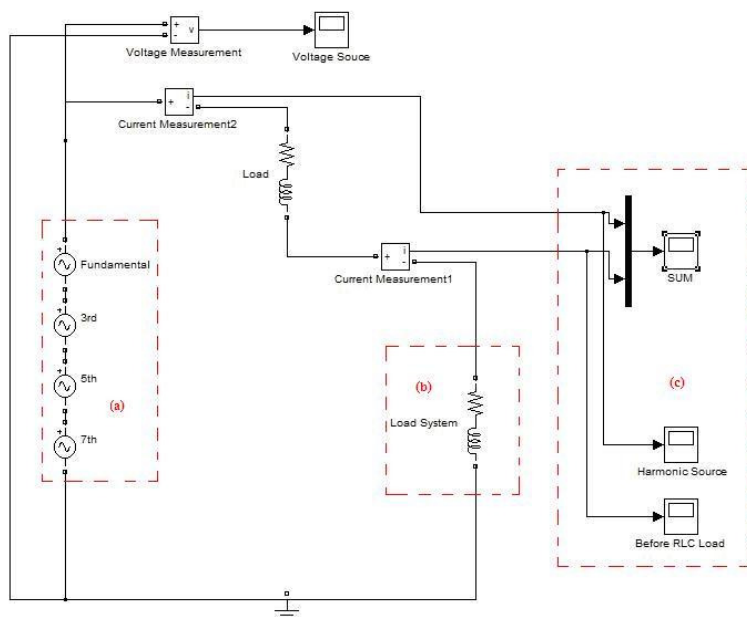 +
-
v
Voltage Measurement
Voltage Souce
+
i
-
Current Measurement2
Load
+
i
-
Current Measurement1
SUM
+
Fundamental
+
3rd
+
5th
(a)
+
7th
(b)
Load System
(c)
Harmonic Source
Before RLC Load